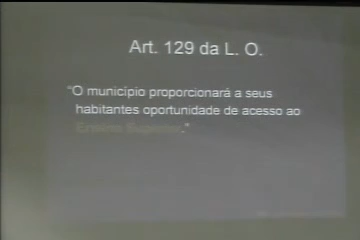 Art. 129 da L. O.
“O município proporcionará a seus
habitantes oportunidade de acesso ao
Ensino Superior.”